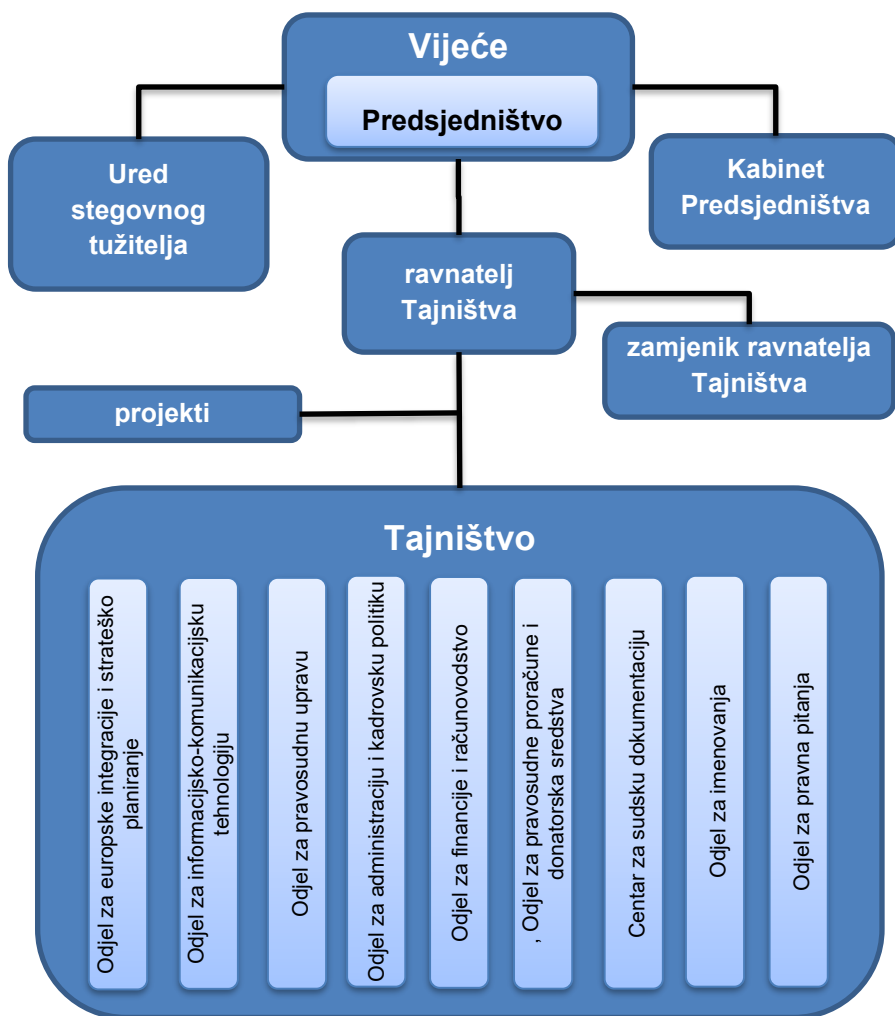 Vijeće
Predsjedništvo
Ured
stegovnog
tužitelja
Kabinet
Predsjedništva
ravnatelj
Tajništva
zamjenik ravnatelja
Tajništva
projekti
Tajništvo
Odjel za europske integracije i strateško
planiranje
Odjel za informacijsko-komunikacijsku
tehnologiju
Odjel za pravosudnu upravu
Odjel za administraciju i kadrovsku politiku
Odjel za financije i računovodstvo
, Odjel za pravosudne proračune i
donatorska sredstva
Centar za sudsku dokumentaciju
Odjel za imenovanja
Odjel za pravna pitanja